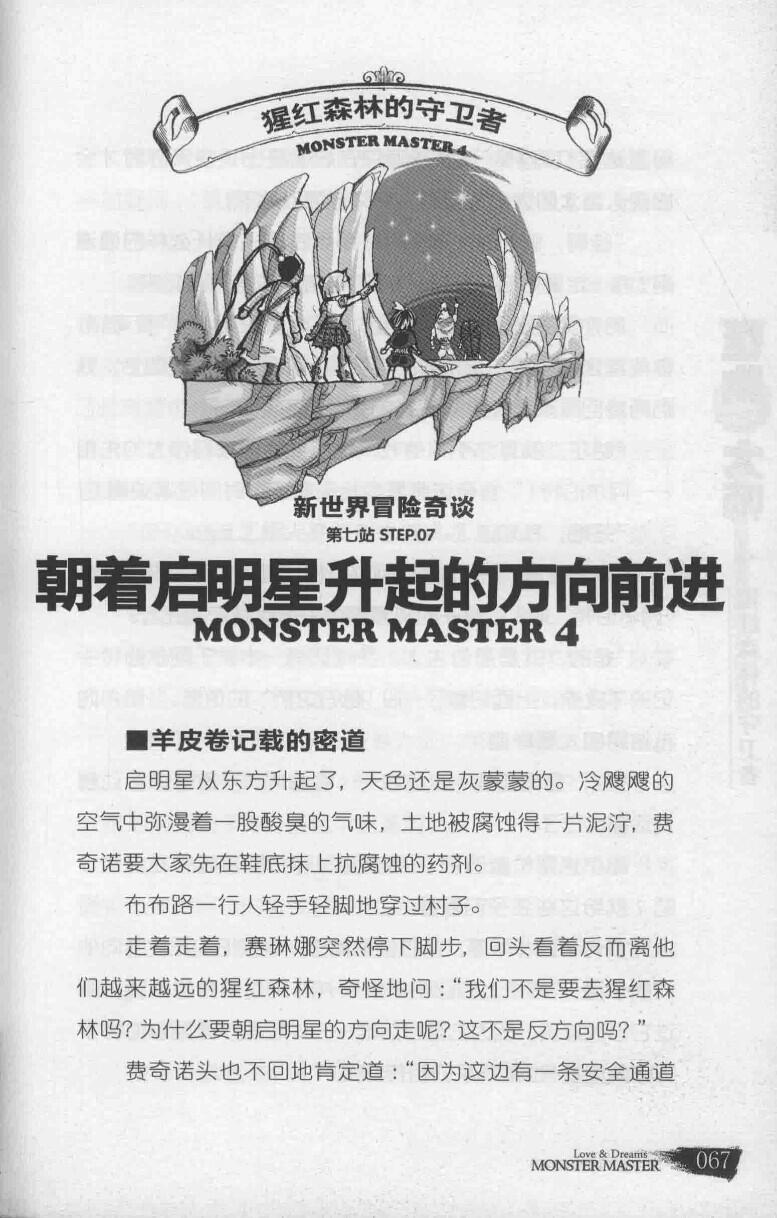 猩红森林的守卫者
MONSTER MASTER 4
新世界冒险奇谈
第七站 STEP.07
朝着启明星升起的方向前进
MONSTER MASTER 4
■羊皮卷记载的密道
启明星从东方升起了，天色还是灰蒙蒙的。冷飕飕的
空气中弥漫着一股酸臭的气味，土地被腐蚀得一片泥泞，费
奇诺要大家先在鞋底抹上抗腐蚀的药剂。
布布路一行人轻手轻脚地穿过村子。
走着走着，赛琳娜突然停下脚步，回头看着反而离他
们越来越远的猩红森林，奇怪地问：“我们不是要去猩红森
林吗？为什么要朝启明星的方向走呢？这不是反方向吗？”
费奇诺头也不回地肯定道：“因为这边有一条安全通道
Love & Dreams
MONSTER MASTER
067